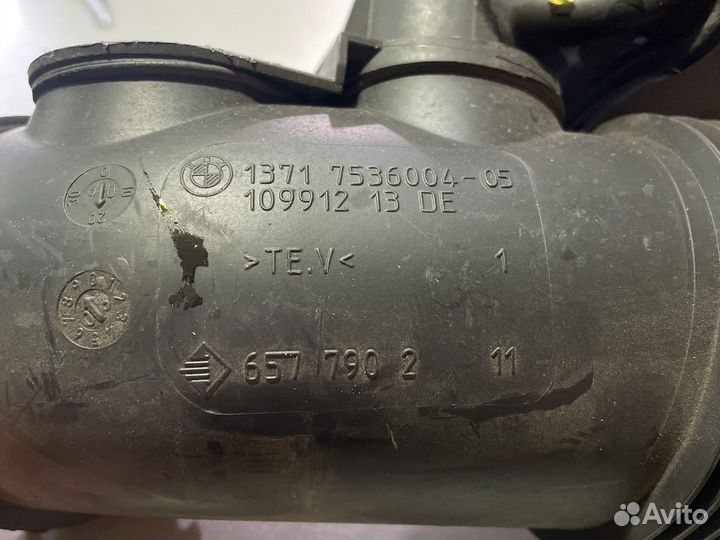 1371 7536004-05
109912 13 DE
>TE.V< 1
657 790 2 11
Avito